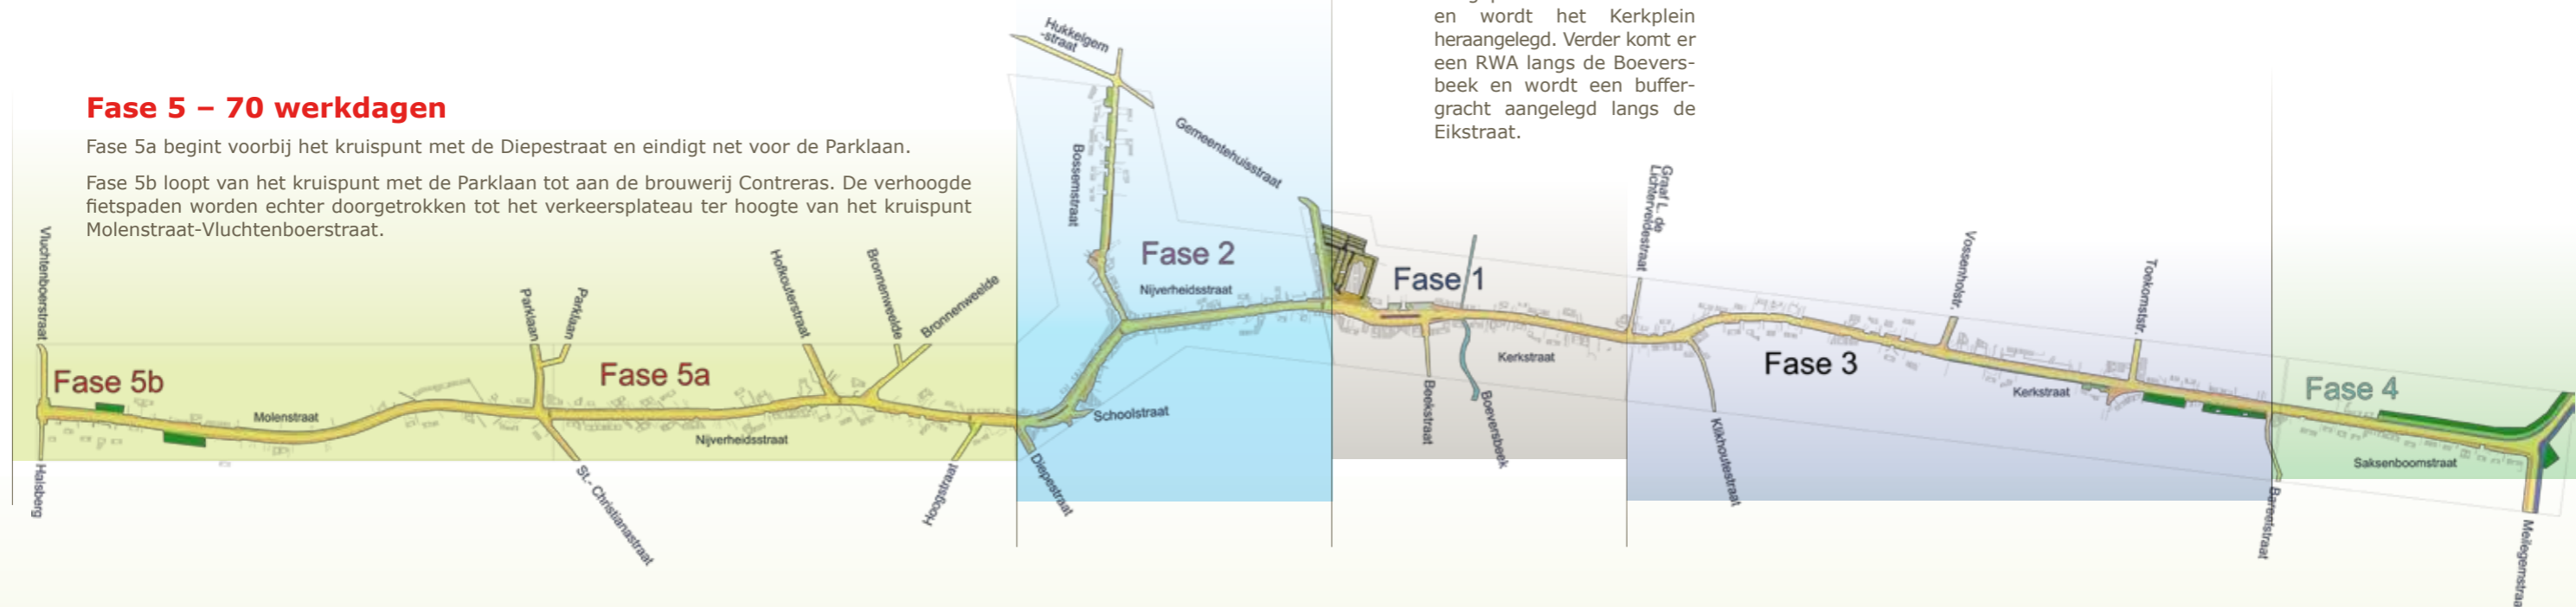 en wordt het Kerkplein
heraangelegd. Verder komt er
een RWA langs de Boevers-
beek en wordt een buffer-
gracht aangelegd langs de
Eikstraat.
Fase 5 – 70 werkdagen
Fase 5a begint voorbij het kruispunt met de Diepestraat en eindigt net voor de Parklaan.
Fase 5b loopt van het kruispunt met de Parklaan tot aan de brouwerij Contreras. De verhoogde
fietspaden worden echter doorgetrokken tot het verkeersplateau ter hoogte van het kruispunt
Molenstraat-Vluchtenboerstraat.
Vluchtenboerstraat
Halsberg
Fase 5b
Molenstraat
Parklaan
Parklaan
St.- Christianastraat
Fase 5a
Nijverheidsstraat
Hofkouterstraat
Bronnenweelde
Bronnenweelde
Hoogstraat
Diepestraat
Schoolstraat
Hukkelgem
-straat
Bossemstraat
Gemeentehuisstraat
Fase 2
Nijverheidsstraat
Fase 1
Kerkstraat
Beekstraat
Boeversbeek
Graaf L. de
Lichterveldestraat
Klikhoutestraat
Fase 3
Vossenholstr.
Kerkstraat
Toekomststr.
Fase 4
Saksenboomstraat